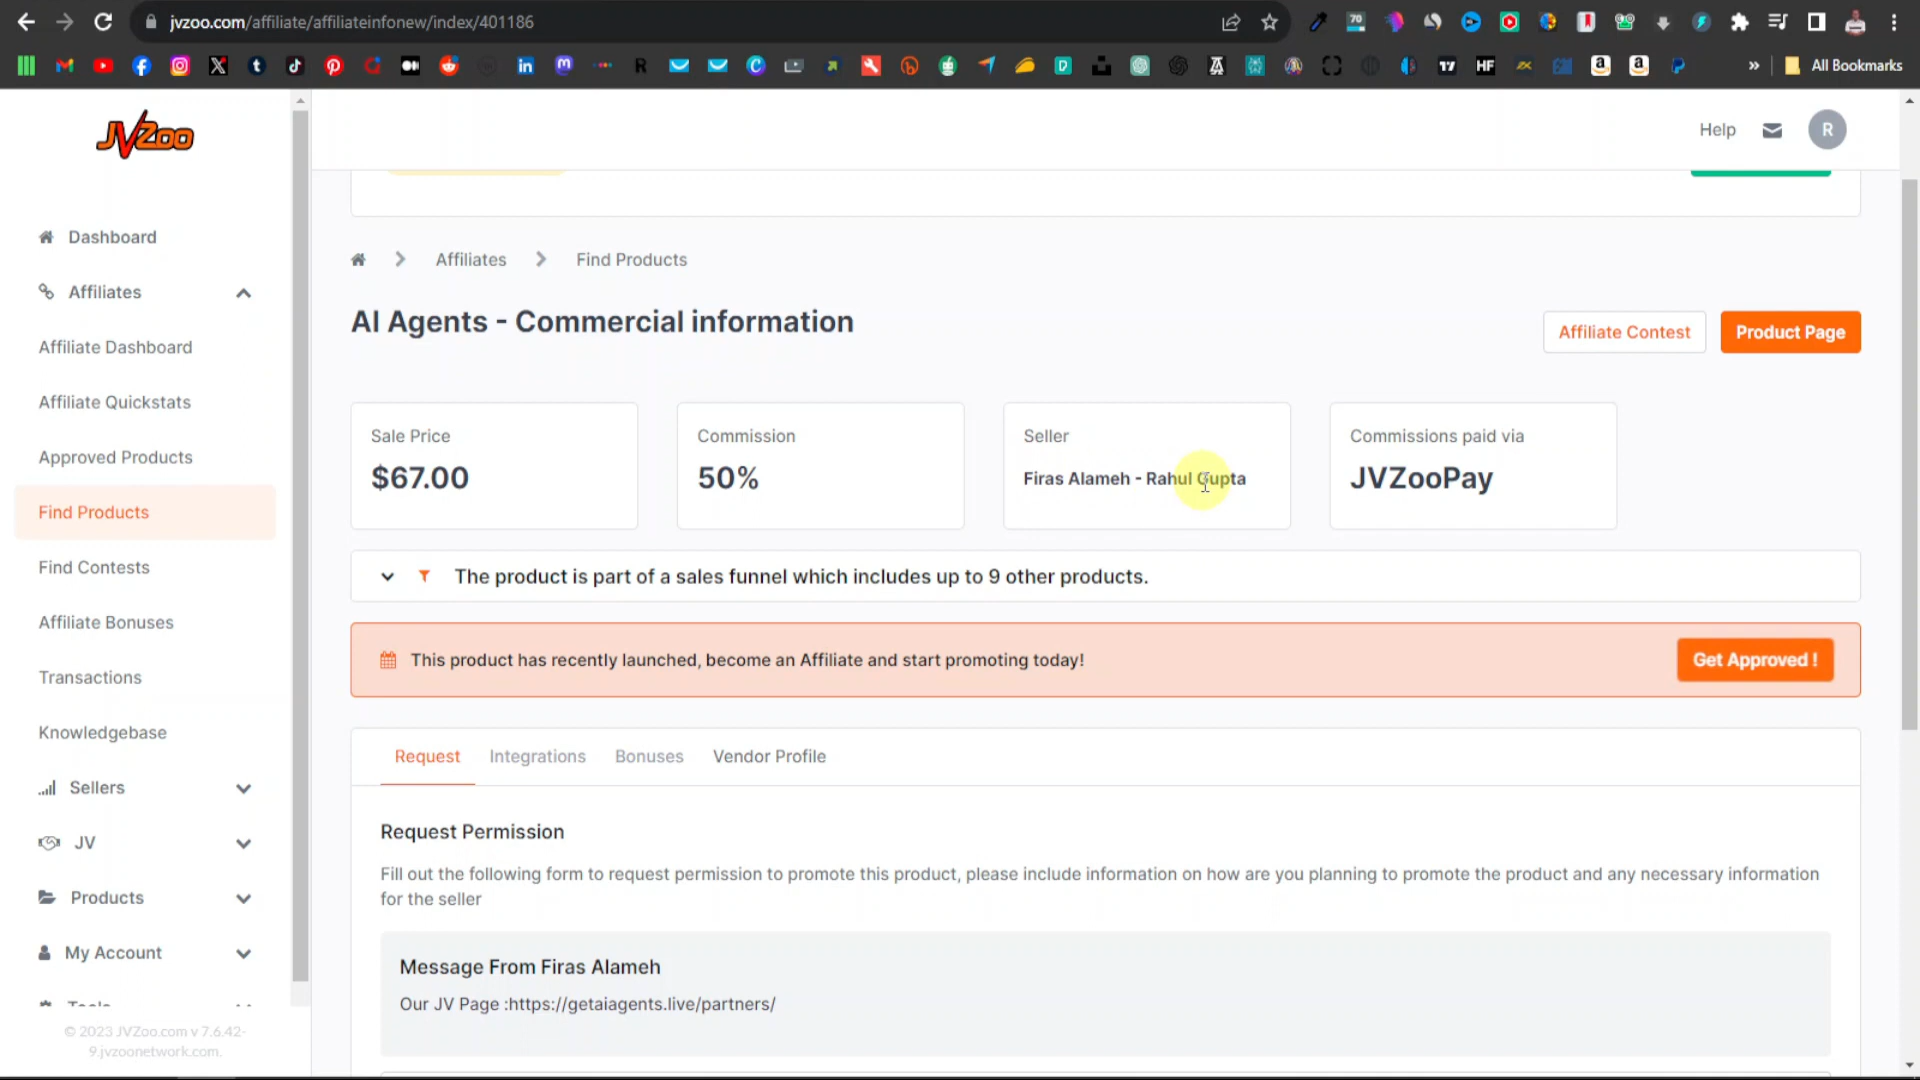 jvzoo.com/affiliate/affiliateinfonew/index/401186
70
17
HF
» All Bookmarks
JVZoo
Help
R
Dashboard
Affiliates
Affiliate Dashboard
Affiliate Quickstats
Approved Products
Find Products
Find Contests
Affiliate Bonuses
Transactions
Knowledgebase
Sellers
JV
Products
My Account
Tools
© 2023 JVZoo.com v 7.6.42-
9.jvzoonetwork.com.
Affiliates
Find Products
AI Agents - Commercial information
Affiliate Contest
Product Page
Sale Price
$67.00
Commission
50%
Seller
Firas Alameh - Rahul Gupta
Commissions paid via
JVZooPay
The product is part of a sales funnel which includes up to 9 other products.
This product has recently launched, become an Affiliate and start promoting today!
Get Approved !
Request Integrations Bonuses Vendor Profile
Request Permission
Fill out the following form to request permission to promote this product, please include information on how are you planning to promote the product and any necessary information
for the seller
Message From Firas Alameh
Our JV Page :https://getaiagents.live/partners/